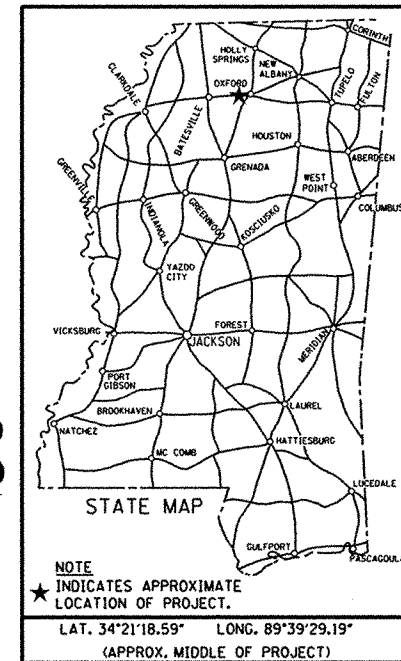 CORINTH
HOLLY
SPRINGS
NEW
ALBANY
CLARKDALE
OXFORD
TUPELO
FULTON
BATESVILLE
HOUSTON
ABERDEEN
GRENADA
WEST
POINT
GREENVILLE
INDIANOLA
GREENWOOD
KOSCIUSKO
COLUMBUS
YAZOO
CITY
VICKSBURG
FOREST
JACKSON
MERIDIAN
PORT
GIBSON
BROOKHAVEN
LAUREL
NATCHEZ
HATTIESBURG
MC COMB
LUCEDALE
STATE MAP
GULFPORT
PASCAGOULA
NOTE
INDICATES APPROXIMATE
LOCATION OF PROJECT.
LAT. 34°21'18.59" LONG. 89°39'29.19"
(APPROX. MIDDLE OF PROJECT)